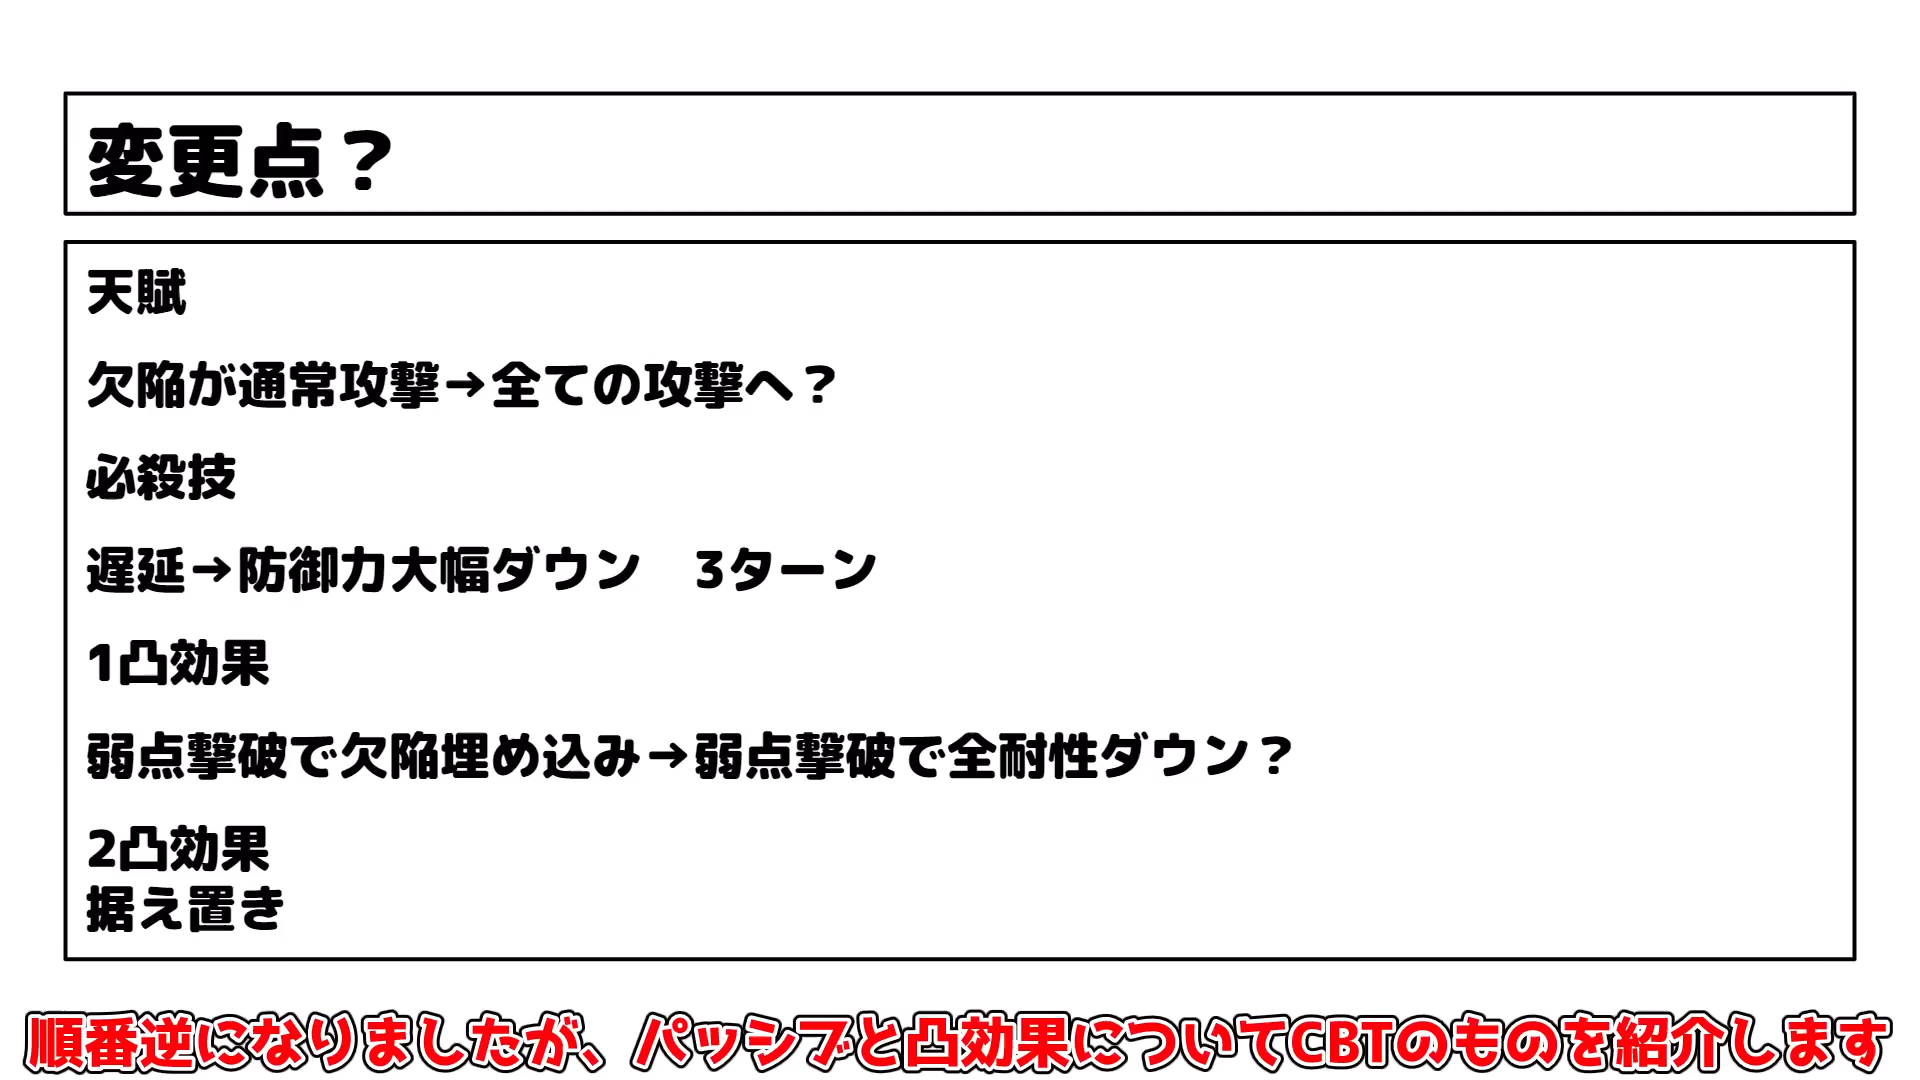 変更点？
天賦
欠陥が通常攻撃→全ての攻撃へ？
必殺技
遅延→防御力大幅ダウン　3ターン
1凸効果
弱点撃破で欠陥埋め込み→弱点撃破で全耐性ダウン？
2凸効果
据え置き
順番逆になりましたが、パッシブと凸効果についてCBTのものを紹介します